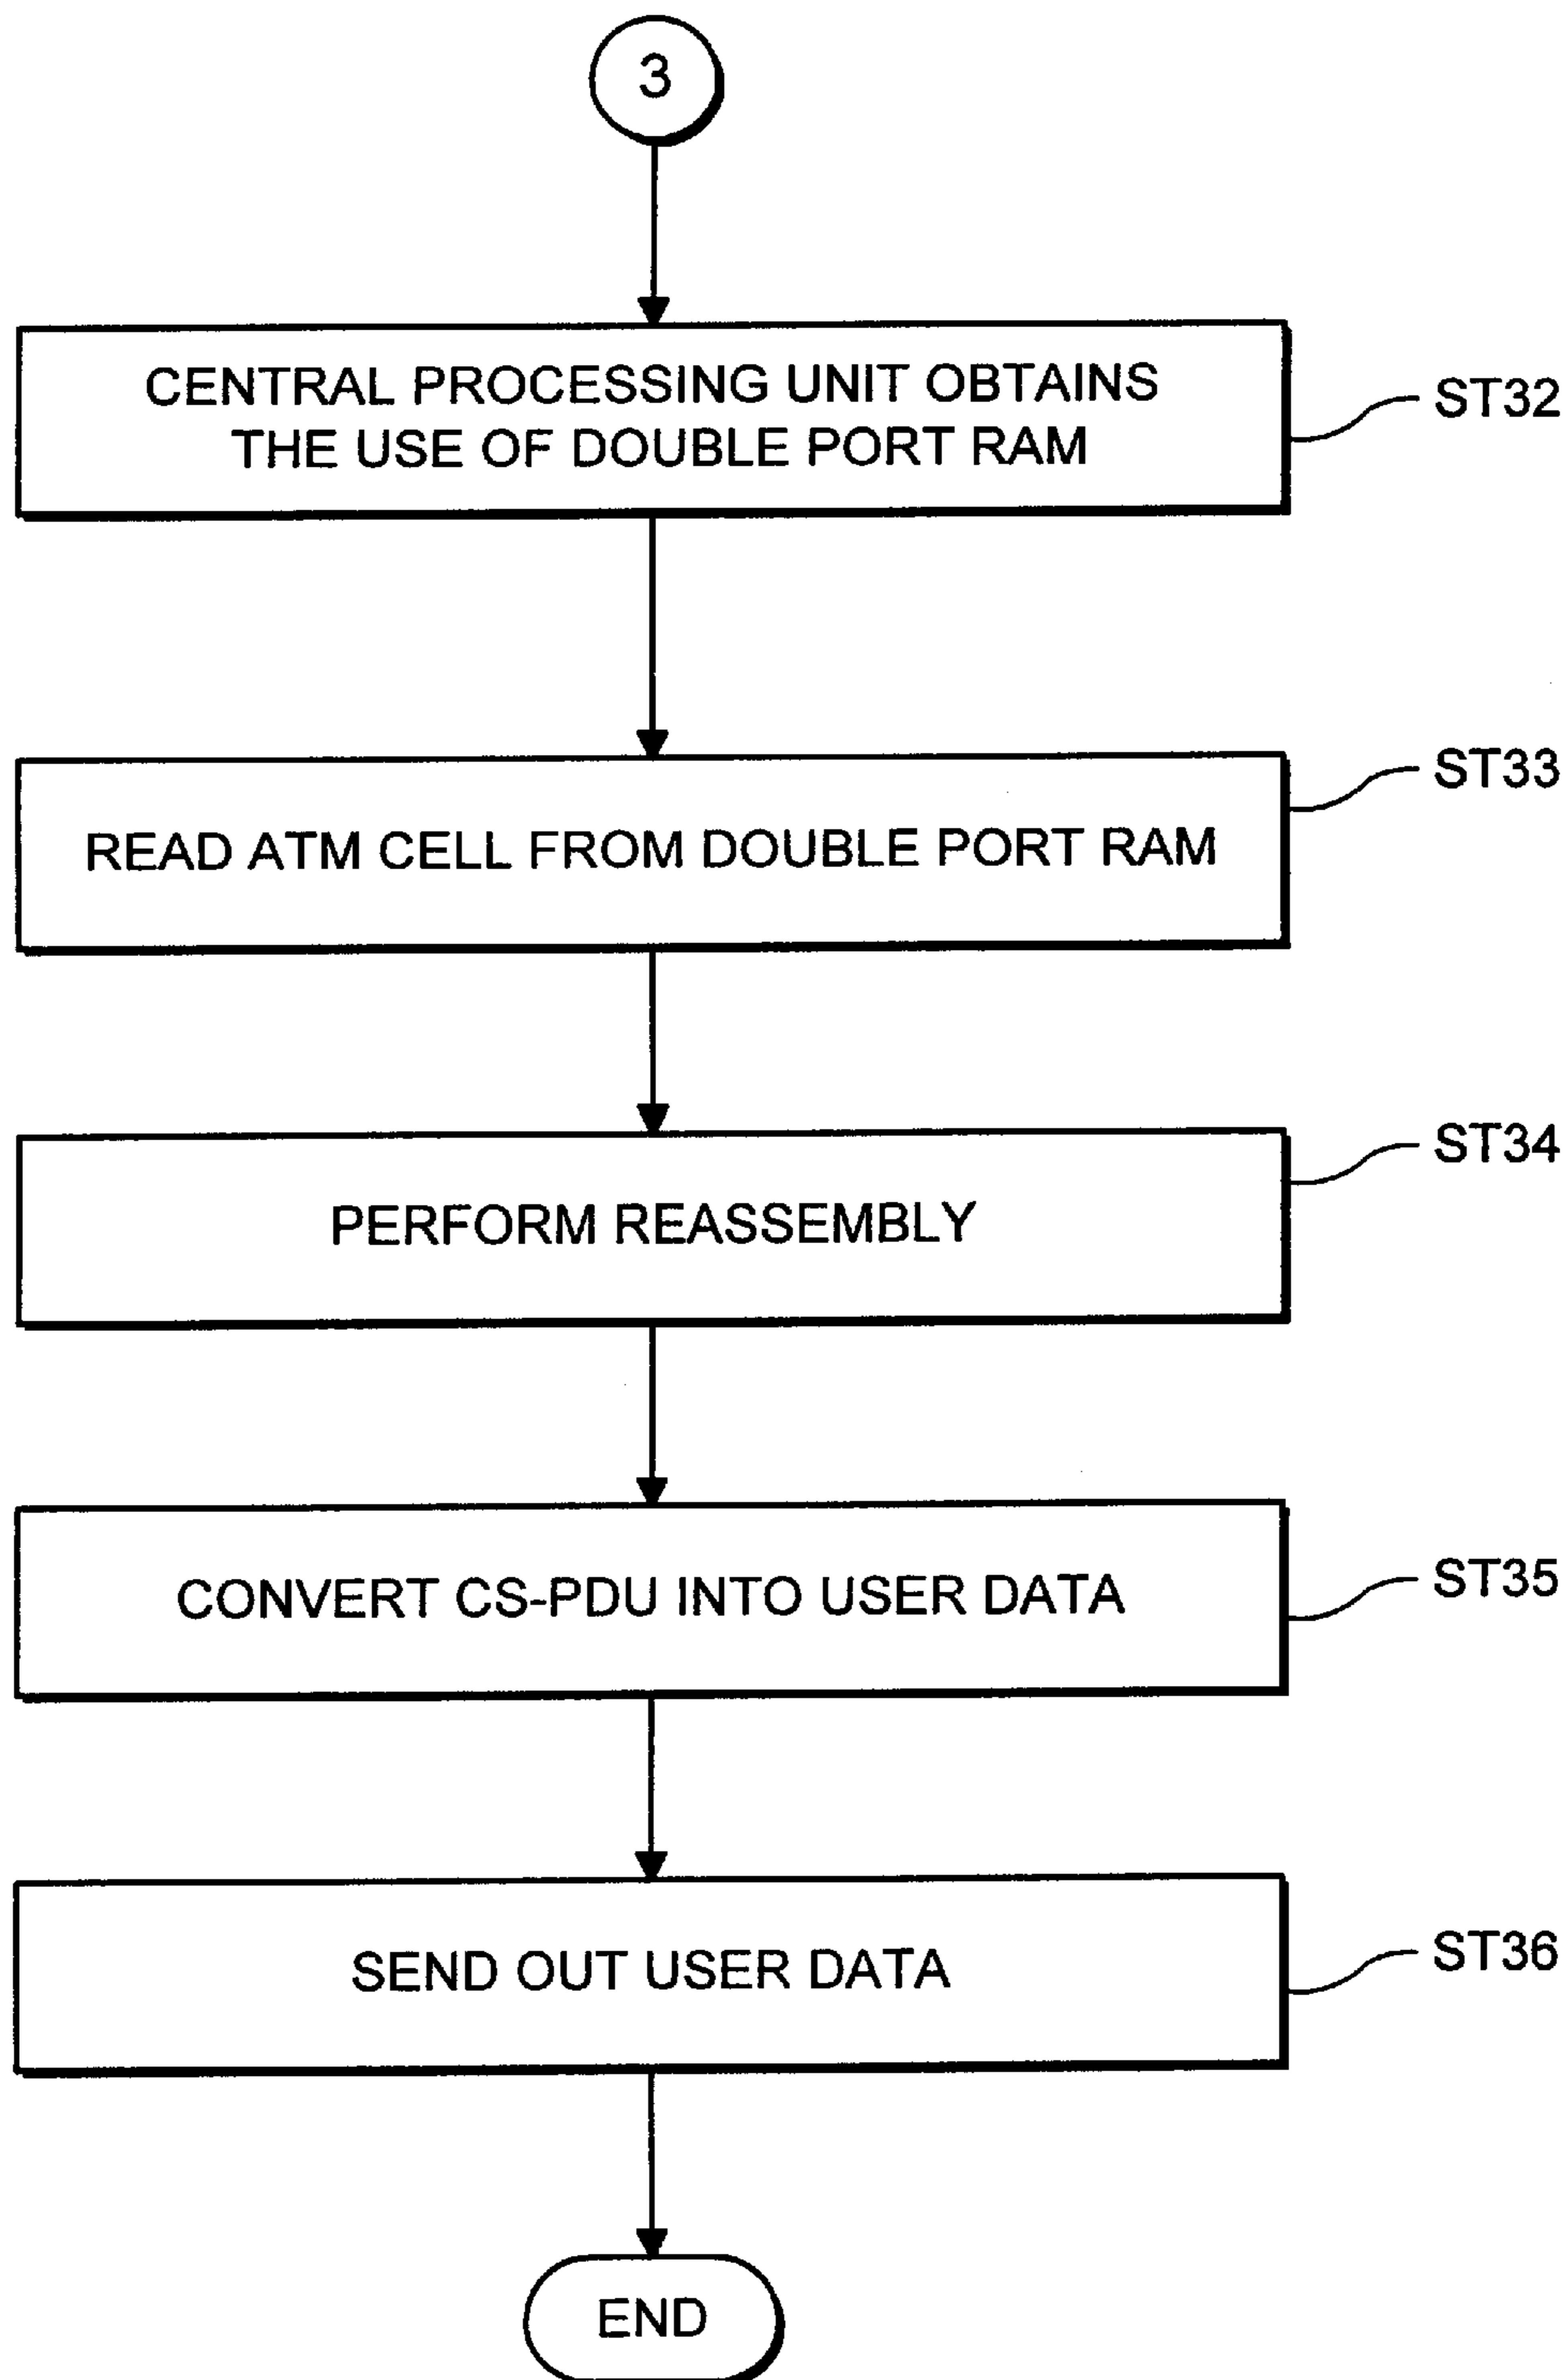 3
CENTRAL PROCESSING UNIT OBTAINS
THE USE OF DOUBLE PORT RAM
ST32
READ ATM CELL FROM DOUBLE PORT RAM
ST33
PERFORM REASSEMBLY
ST34
CONVERT CS-PDU INTO USER DATA
ST35
SEND OUT USER DATA
ST36
END